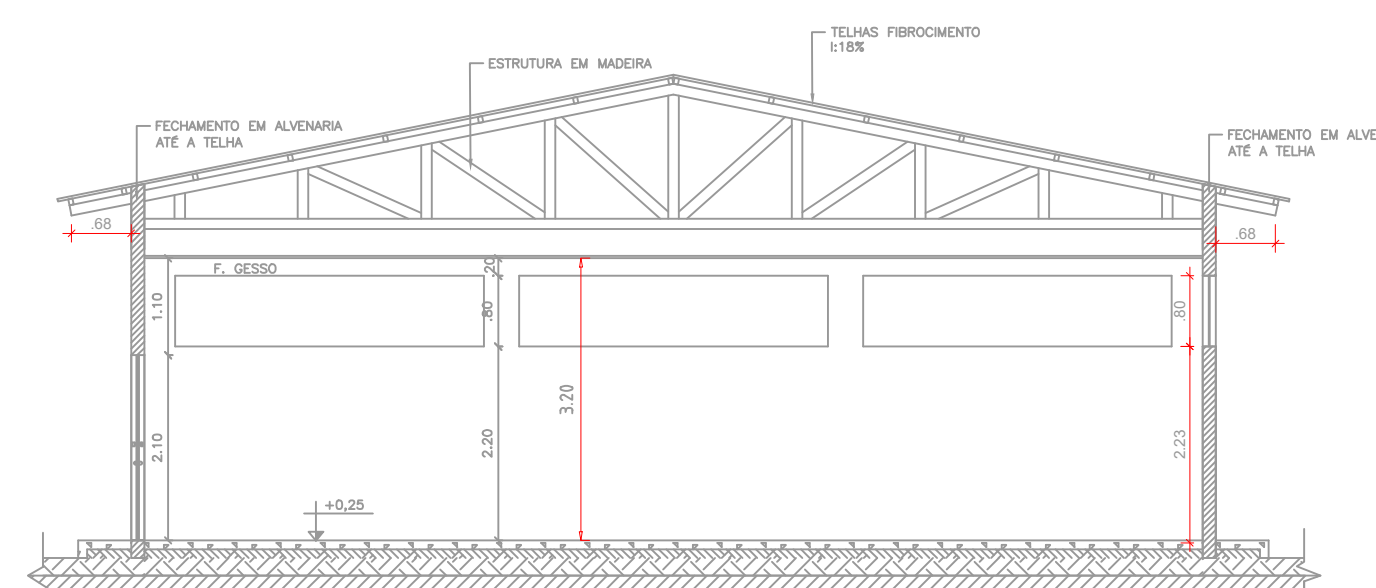 TELHAS FIBROCIMENTO
I:18%
ESTRUTURA EM MADEIRA
FECHAMENTO EM ALVENARIA
ATÉ A TELHA
FECHAMENTO EM ALVE
ATÉ A TELHA
.68
.68
F. GESSO
.20
1.10
.80
.80
3.20
2.10
2.20
2.23
+0,25